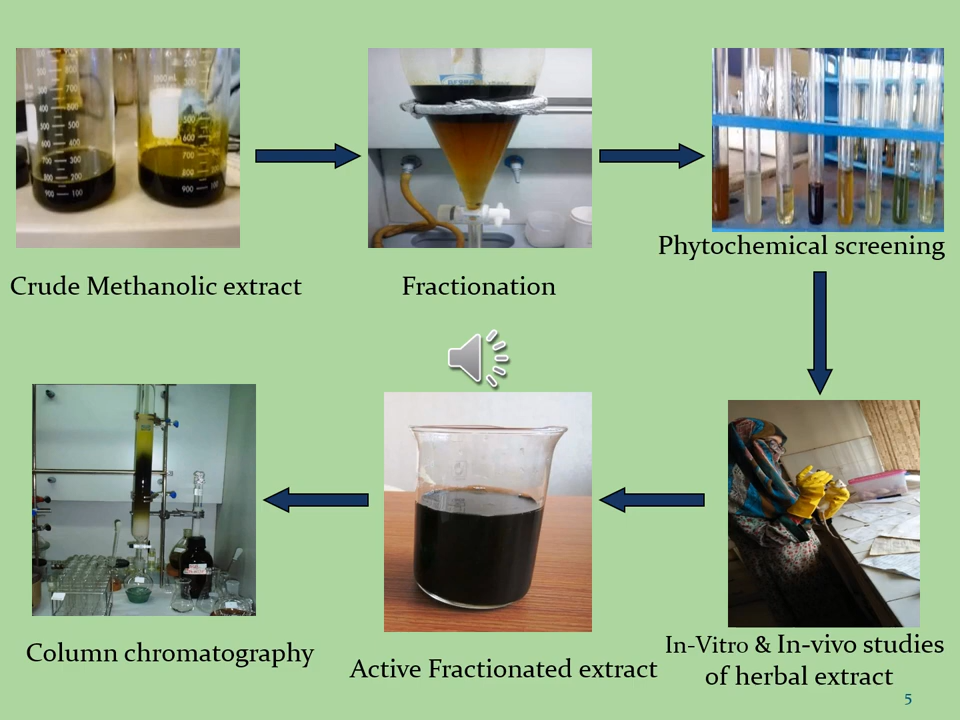 Crude Methanolic extract
Fractionation
Phytochemical screening
In-Vitro & In-vivo studies
of herbal extract
Active Fractionated extract
Column chromatography
5